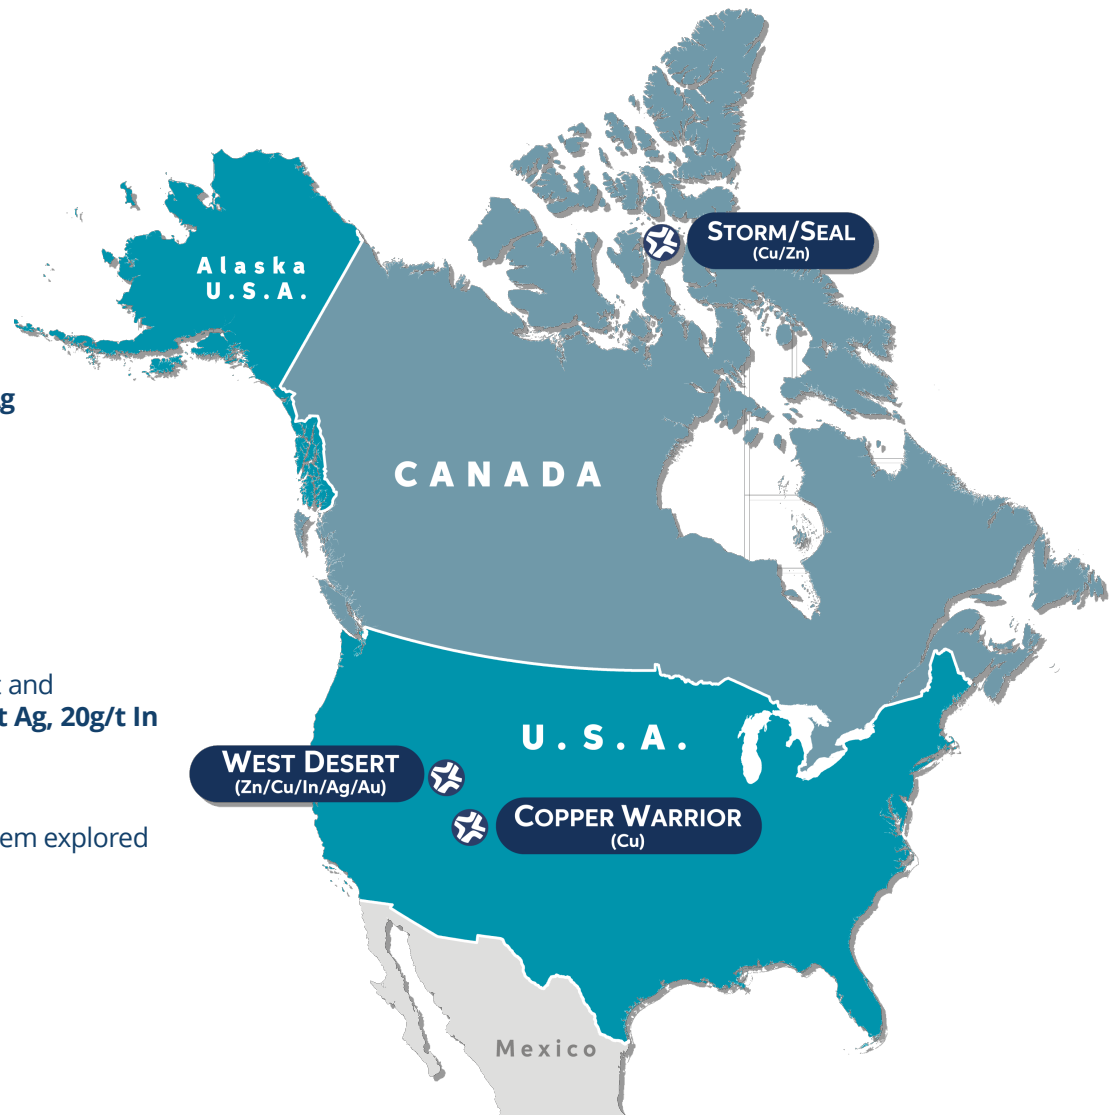 STORM/SEAL
(Cu/Zn)
Alaska
U.S.A.
g
CANADA
and
t Ag, 20g/t In
U.S.A.
WEST DESERT
(Zn/Cu/In/Ag/Au)
COPPER WARRIOR
(Cu)
em explored
Mexico